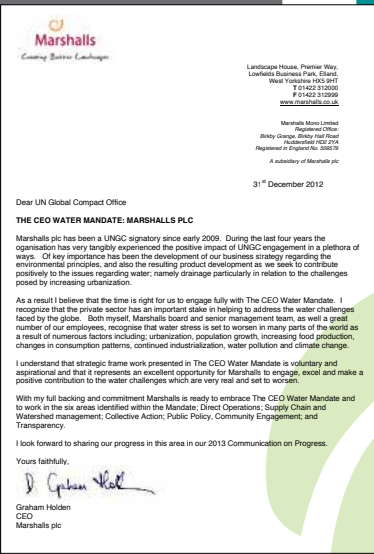 Marshalls
Creating Better Landscapes
Landscape House, Premier Way,
Lowfields Business Park, Elland,
West Yorkshire HX5 9HT
T 01422 312000
F 01422 312999
www.marshalls.co.uk
Marshalls Mono Limited
Registered Office:
Birkby Grange, Birkby Hall Road
Huddersfield HD2 2YA
Registered in England No. 509579
A subsidiary of Marshalls plc
31st December 2012
Dear UN Global Compact Office
THE CEO WATER MANDATE: MARSHALLS PLC
Marshalls plc has been a UNGC signatory since early 2009. During the last four years the
oganisation has very tangibly experienced the positive impact of UNGC engagement in a plethora of
ways. Of key importance has been the development of our business strategy regarding the
environmental principles, and also the resulting product development as we seek to contribute
positively to the issues regarding water; namely drainage particularly in relation to the challenges
posed by increasing urbanization.
As a result I believe that the time is right for us to engage fully with The CEO Water Mandate. I
recognize that the private sector has an important stake in helping to address the water challenges
faced by the globe. Both myself, Marshalls board and senior management team, as well a great
number of our employees, recognise that water stress is set to worsen in many parts of the world as
a result of numerous factors including; urbanization, population growth, increasing food production,
changes in consumption patterns, continued industrialization, water pollution and climate change.
I understand that strategic frame work presented in The CEO Water Mandate is voluntary and
aspirational and that it represents an excellent opportunity for Marshalls to engage, excel and make a
positive contribution to the water challenges which are very real and set to worsen.
With my full backing and commitment Marshalls is ready to embrace The CEO Water Mandate and
to work in the six areas identified within the Mandate; Direct Operations; Supply Chain and
Watershed management; Collective Action; Public Policy, Community Engagement; and
Transparency.
I look forward to sharing our progress in this area in our 2013 Communication on Progress.
Yours faithfully,
D. Graham Holden
Graham Holden
CEO
Marshalls plc